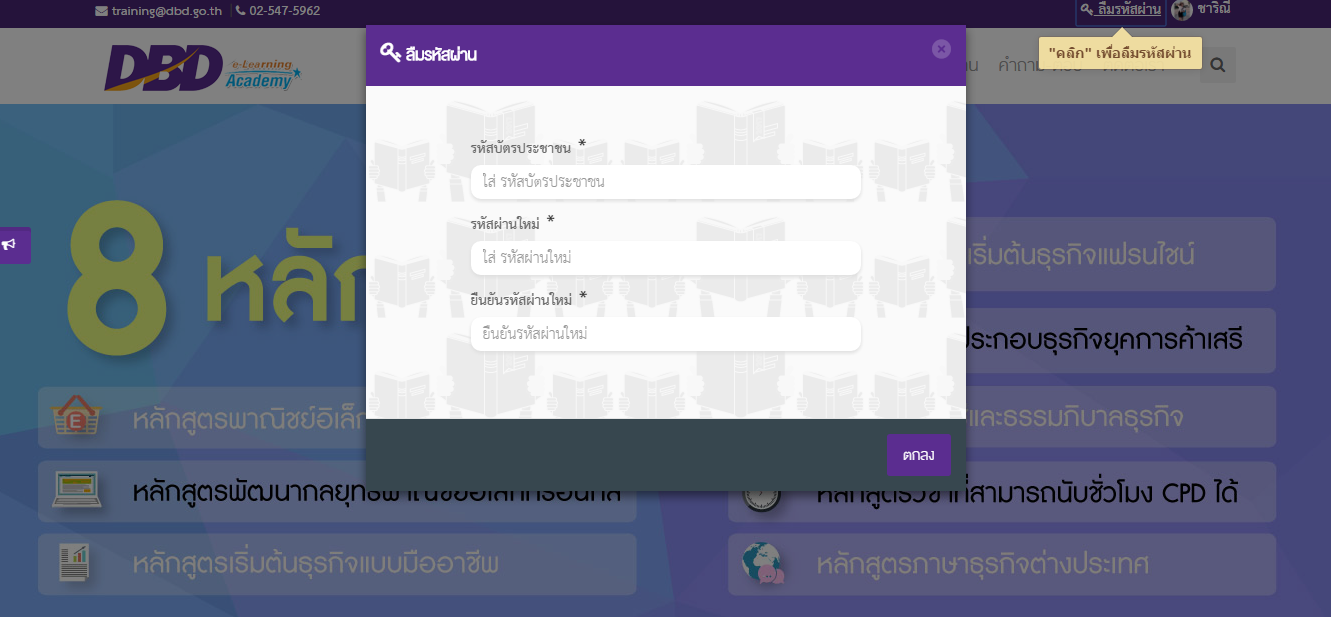 training@dbd.go.th
02-547-5962
ลืมรหัสผ่าน
ชาริณี
"คลิก" เพื่อลืมรหัสผ่าน
DBD
e-Learning
Academy
ลืมรหัสผ่าน
รหัสบัตรประชาชน *
ใส่ รหัสบัตรประชาชน
รหัสผ่านใหม่ *
ใส่ รหัสผ่านใหม่
ยืนยันรหัสผ่านใหม่ *
ยืนยันรหัสผ่านใหม่
ตกลง
8 หลัก
เริ่มต้นธุรกิจแฟรนไชน์
ประกอบธุรกิจยุคการค้าเสรี
หลักสูตรพาณิชย์อิเล็ก
และธรรมภิบาลธุรกิจ
หลักสูตรพัฒนากลยุทธ์พาณิชย์อิเล็กทรอนิกส์
หลักสูตรวิชาที่สามารถนับชั่วโมง CPD ได้
หลักสูตรเริ่มต้นธุรกิจแบบมืออาชีพ
หลักสูตรภาษาธุรกิจต่างประเทศ